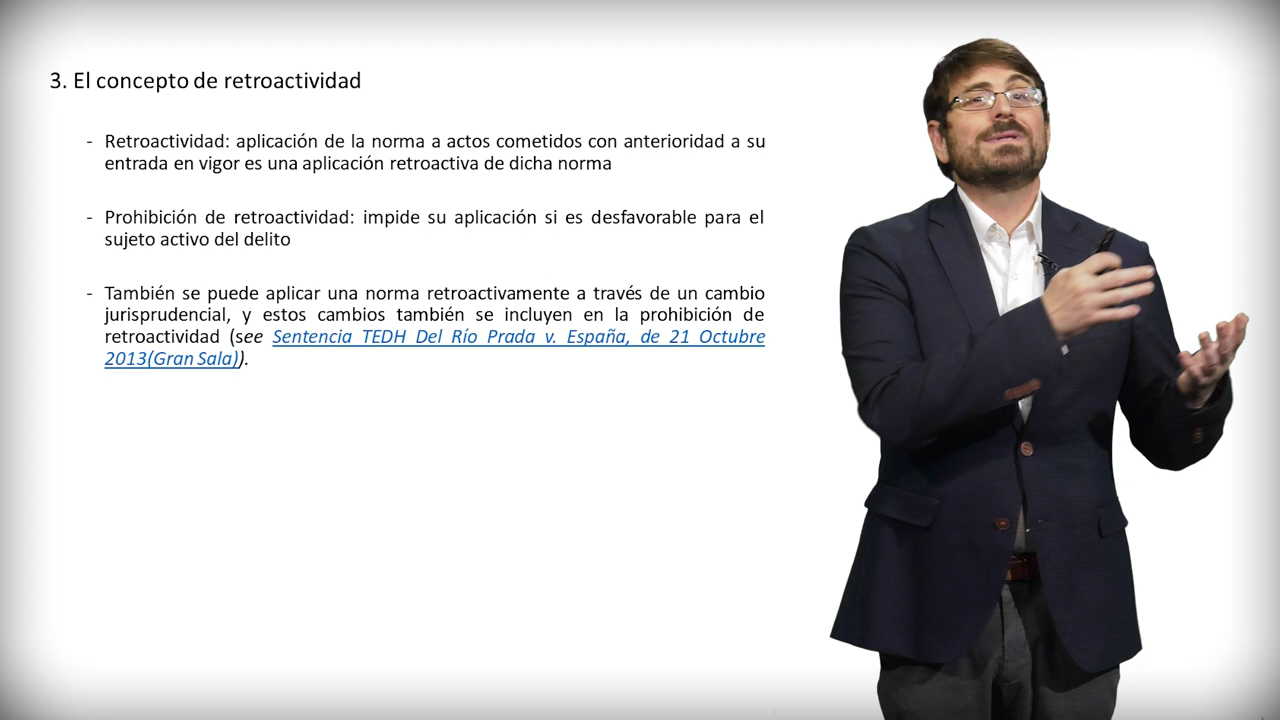 3. El concepto de retroactividad
- Retroactividad: aplicación de la norma a actos cometidos con anterioridad a su
entrada en vigor es una aplicación retroactiva de dicha norma
- Prohibición de retroactividad: impide su aplicación si es desfavorable para el
sujeto activo del delito
- También se puede aplicar una norma retroactivamente a través de un cambio
jurisprudencial, y estos cambios también se incluyen en la prohibición de
retroactividad (see Sentencia TEDH Del Río Prada v. España, de 21 Octubre
2013(Gran Sala)).